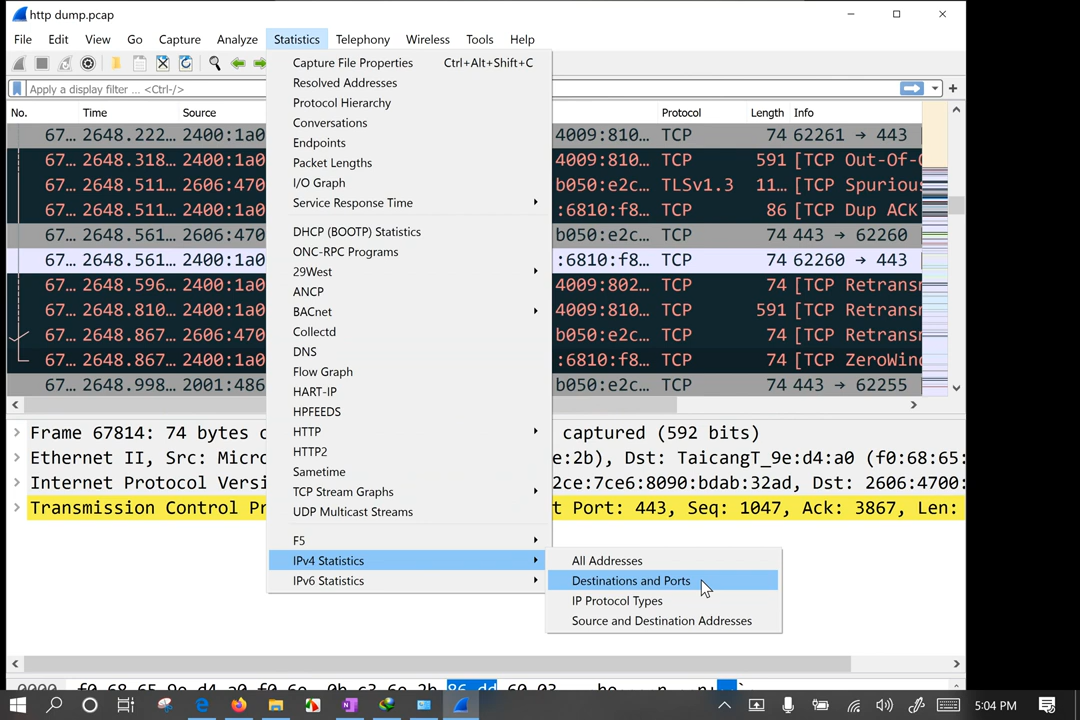 http dump.pcap
File Edit View Go Capture Analyze Statistics Telephony Wireless Tools Help
Apply a display filter ... <Ctrl-/>
No. Time Source Protocol Length Info
67... 2648.222... 2400:1a0 4009:810... TCP 74 62261 → 443
67... 2648.318... 2400:1a0 4009:810... TCP 591 [TCP Out-Of-
67... 2648.511... 2606:470 b050:e2c... TLSv1.3 11... [TCP Spurious
67... 2648.511... 2400:1a0 :6810:f8... TCP 86 [TCP Dup ACK
67... 2648.561... 2606:470 b050:e2c... TCP 74 443 → 62260
67... 2648.561... 2400:1a0 :6810:f8... TCP 74 62260 → 443
67... 2648.596... 2400:1a0 4009:802... TCP 74 [TCP Retransm
67... 2648.810... 2400:1a0 4009:810... TCP 591 [TCP Retransm
67... 2648.867... 2606:470 b050:e2c... TCP 74 [TCP Retransm
67... 2648.867... 2400:1a0 :6810:f8... TCP 74 [TCP ZeroWind
67... 2648.998... 2001:486 b050:e2c... TCP 74 443 → 62255
Capture File Properties Ctrl+Alt+Shift+C
Resolved Addresses
Protocol Hierarchy
Conversations
Endpoints
Packet Lengths
I/O Graph
Service Response Time
DHCP (BOOTP) Statistics
ONC-RPC Programs
29West
ANCP
BACnet
Collectd
DNS
Flow Graph
HART-IP
HPFEEDS
HTTP
HTTP2
Sametime
TCP Stream Graphs
UDP Multicast Streams
F5
IPv4 Statistics
IPv6 Statistics
All Addresses
Destinations and Ports
IP Protocol Types
Source and Destination Addresses
Frame 67814: 74 bytes captured (592 bits)
Ethernet II, Src: Micro e:2b), Dst: TaicangT_9e:d4:a0 (f0:68:65:
Internet Protocol Versi 2ce:7ce6:8090:bdab:32ad, Dst: 2606:4700:
Transmission Control Pr t Port: 443, Seq: 1047, Ack: 3867, Len:
5:04 PM